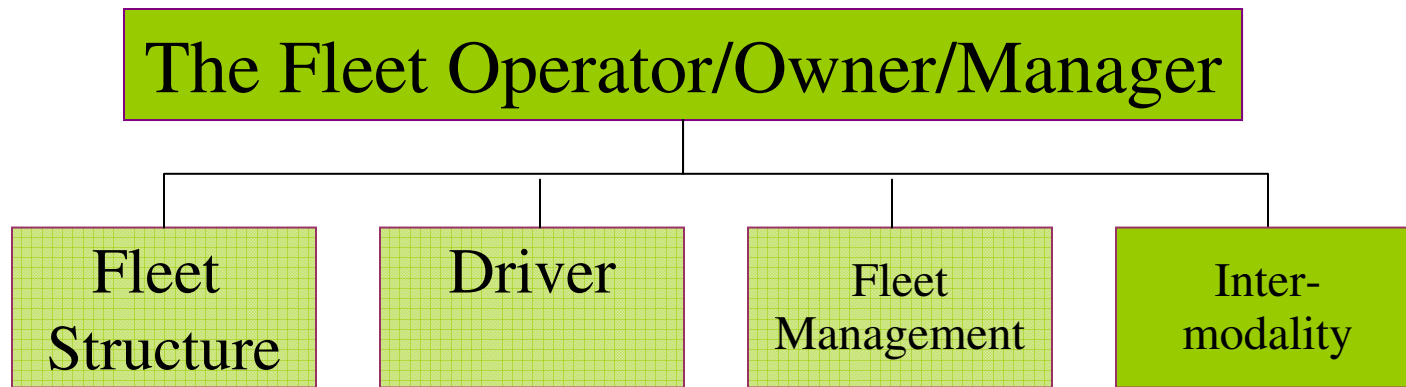 The Fleet Operator/Owner/Manager
Fleet
Structure
Driver
Fleet
Management
Inter-
modality